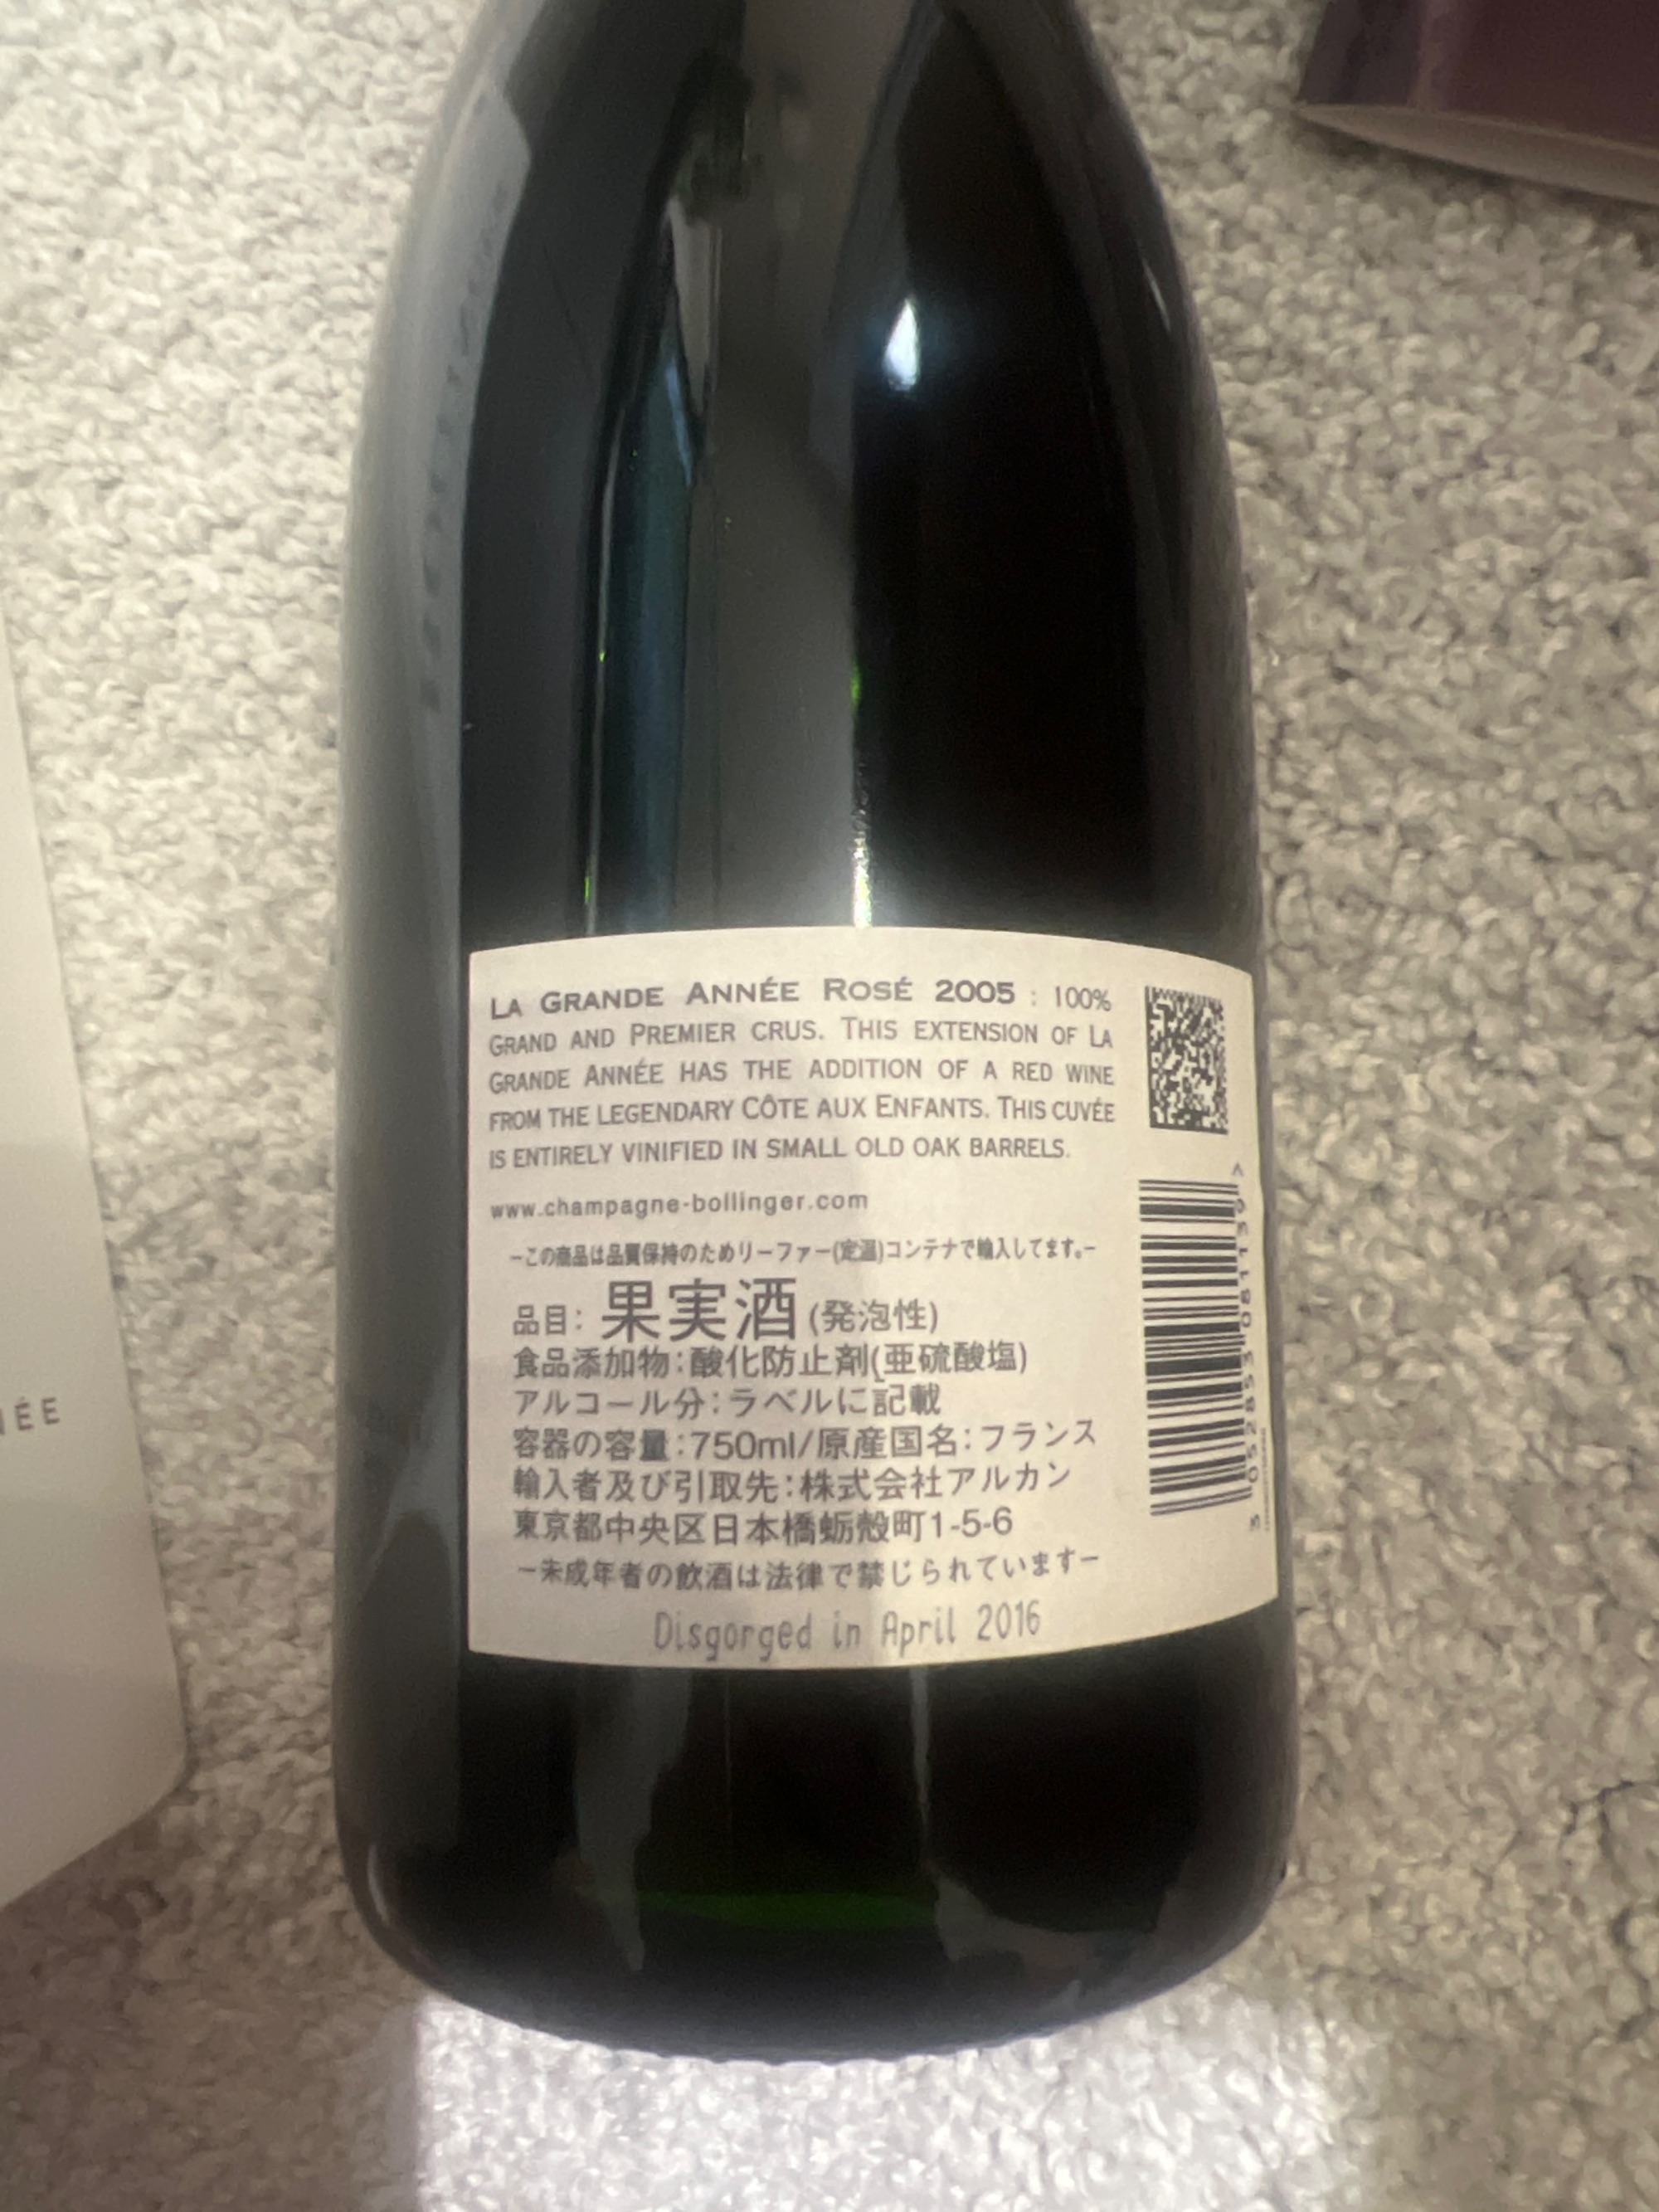 LA GRANDE ANNÉE ROSÉ 2005 : 100%
GRAND AND PREMIER CRUS. THIS EXTENSION OF LA
GRANDE ANNÉE HAS THE ADDITION OF A RED WINE
FROM THE LEGENDARY CÔTE AUX ENFANTS. THIS CUVÉE
IS ENTIRELY VINIFIED IN SMALL OLD OAK BARRELS.
www.champagne-bollinger.com
ーこの商品は品質保持のためリーファー(定温)コンテナで輸入してます。ー
品目: 果実酒 (発泡性)
食品添加物:酸化防止剤(亜硫酸塩)
アルコール分:ラベルに記載
容器の容量:750ml/原産国名:フランス
輸入者及び引取先:株式会社アルカン
東京都中央区日本橋蛎殻町1-5-6
ー未成年者の飲酒は法律で禁じられていますー
Disgorged in April 2016
3 052853 081139 >
NÉE